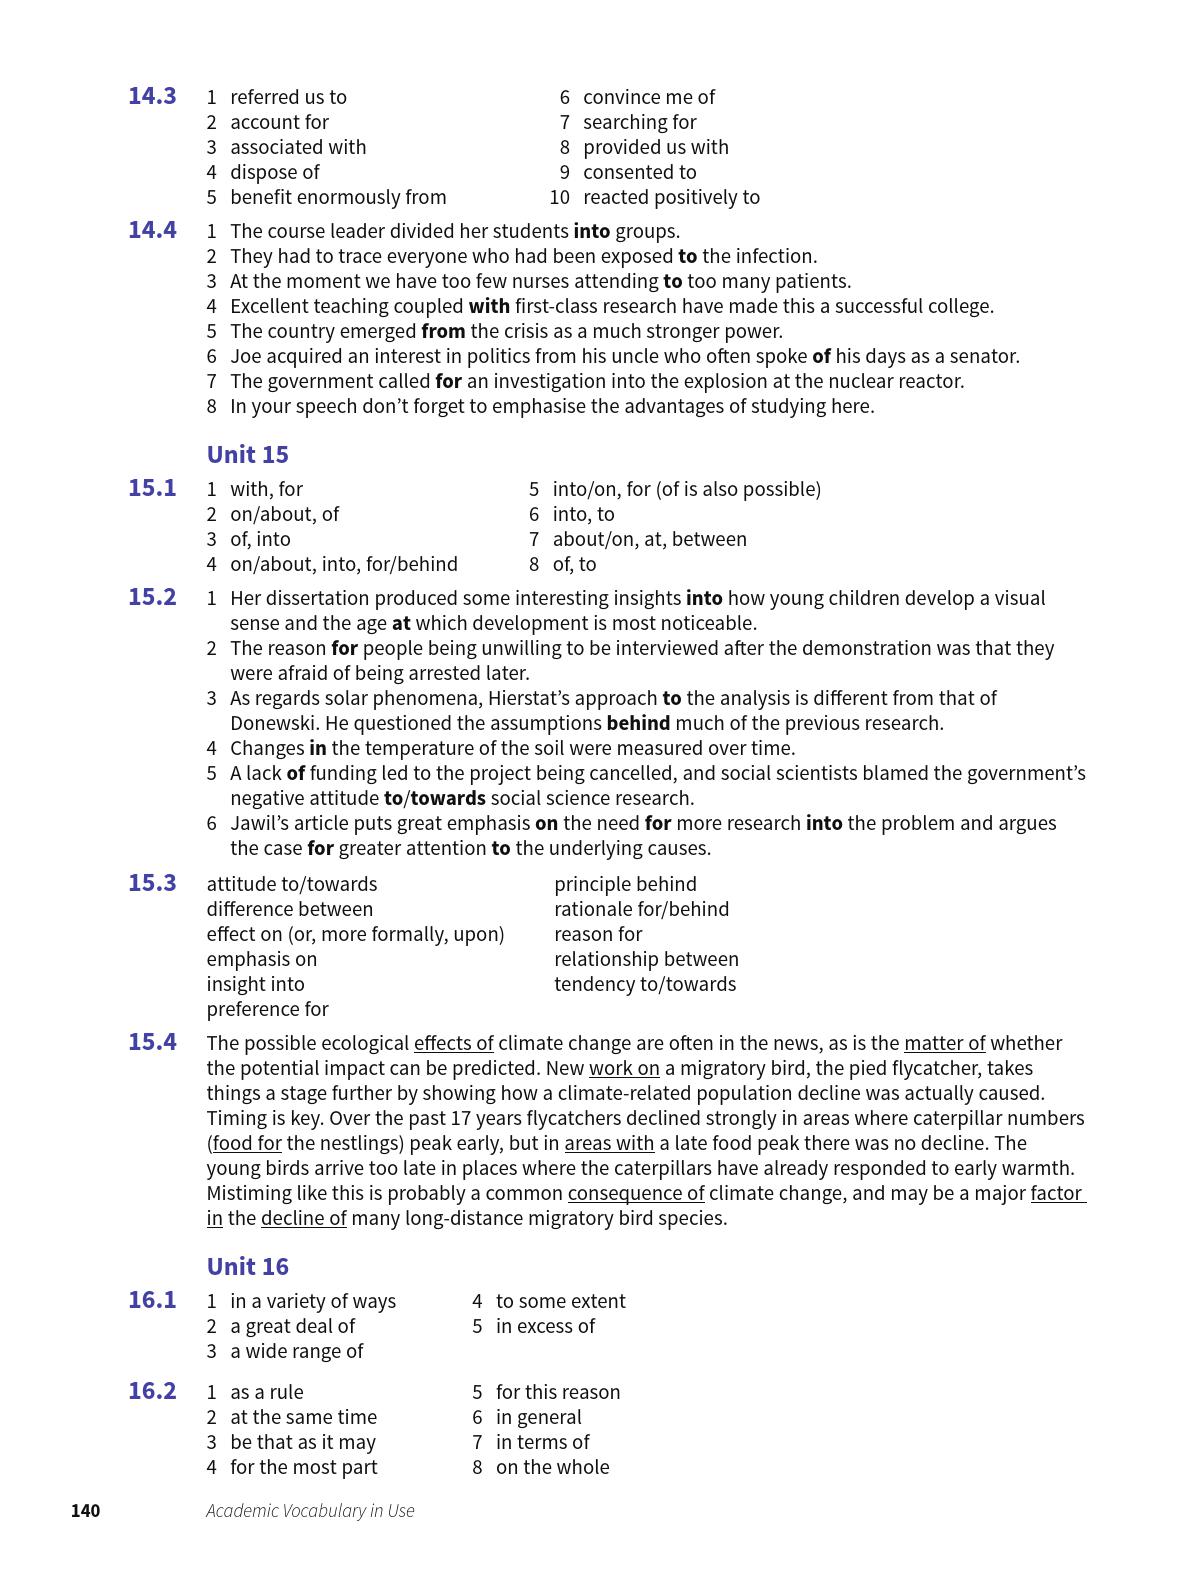 14.3 1 referred us to 6 convince me of
2 account for 7 searching for
3 associated with 8 provided us with
4 dispose of 9 consented to
5 benefit enormously from 10 reacted positively to
14.4 1 The course leader divided her students into groups.
2 They had to trace everyone who had been exposed to the infection.
3 At the moment we have too few nurses attending to too many patients.
4 Excellent teaching coupled with first-class research have made this a successful college.
5 The country emerged from the crisis as a much stronger power.
6 Joe acquired an interest in politics from his uncle who often spoke of his days as a senator.
7 The government called for an investigation into the explosion at the nuclear reactor.
8 In your speech don’t forget to emphasise the advantages of studying here.
Unit 15
15.1 1 with, for 5 into/on, for (of is also possible)
2 on/about, of 6 into, to
3 of, into 7 about/on, at, between
4 on/about, into, for/behind 8 of, to
15.2 1 Her dissertation produced some interesting insights into how young children develop a visual
sense and the age at which development is most noticeable.
2 The reason for people being unwilling to be interviewed after the demonstration was that they
were afraid of being arrested later.
3 As regards solar phenomena, Hierstat’s approach to the analysis is different from that of
Donewski. He questioned the assumptions behind much of the previous research.
4 Changes in the temperature of the soil were measured over time.
5 A lack of funding led to the project being cancelled, and social scientists blamed the government’s
negative attitude to/towards social science research.
6 Jawil’s article puts great emphasis on the need for more research into the problem and argues
the case for greater attention to the underlying causes.
15.3 attitude to/towards principle behind
difference between rationale for/behind
effect on (or, more formally, upon) reason for
emphasis on relationship between
insight into tendency to/towards
preference for
15.4 The possible ecological effects of climate change are often in the news, as is the matter of whether
the potential impact can be predicted. New work on a migratory bird, the pied flycatcher, takes
things a stage further by showing how a climate-related population decline was actually caused.
Timing is key. Over the past 17 years flycatchers declined strongly in areas where caterpillar numbers
(food for the nestlings) peak early, but in areas with a late food peak there was no decline. The
young birds arrive too late in places where the caterpillars have already responded to early warmth.
Mistiming like this is probably a common consequence of climate change, and may be a major factor
in the decline of many long-distance migratory bird species.
Unit 16
16.1 1 in a variety of ways 4 to some extent
2 a great deal of 5 in excess of
3 a wide range of
16.2 1 as a rule 5 for this reason
2 at the same time 6 in general
3 be that as it may 7 in terms of
4 for the most part 8 on the whole
140 Academic Vocabulary in Use